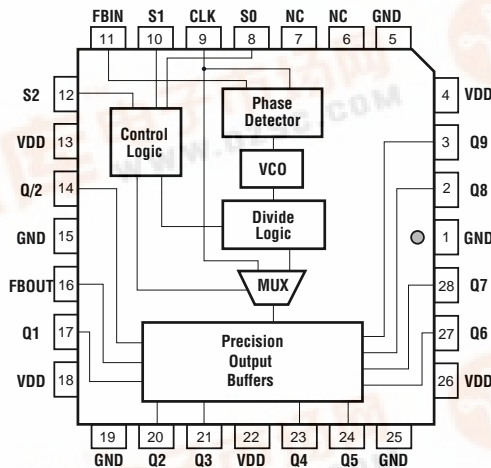 FBIN S1 CLK S0 NC NC GND
11 10 9 8 7 6 5
S2 12
VDD 13
Q/2 14
GND 15
FBOUT 16
Q1 17
VDD 18
Control
Logic
Phase
Detector
VCO
Divide
Logic
MUX
Precision
Output
Buffers
4 VDD
3 Q9
2 Q8
1 GND
28 Q7
27 Q6
26 VDD
19 20 21 22 23 24 25
GND Q2 Q3 VDD Q4 Q5 GND